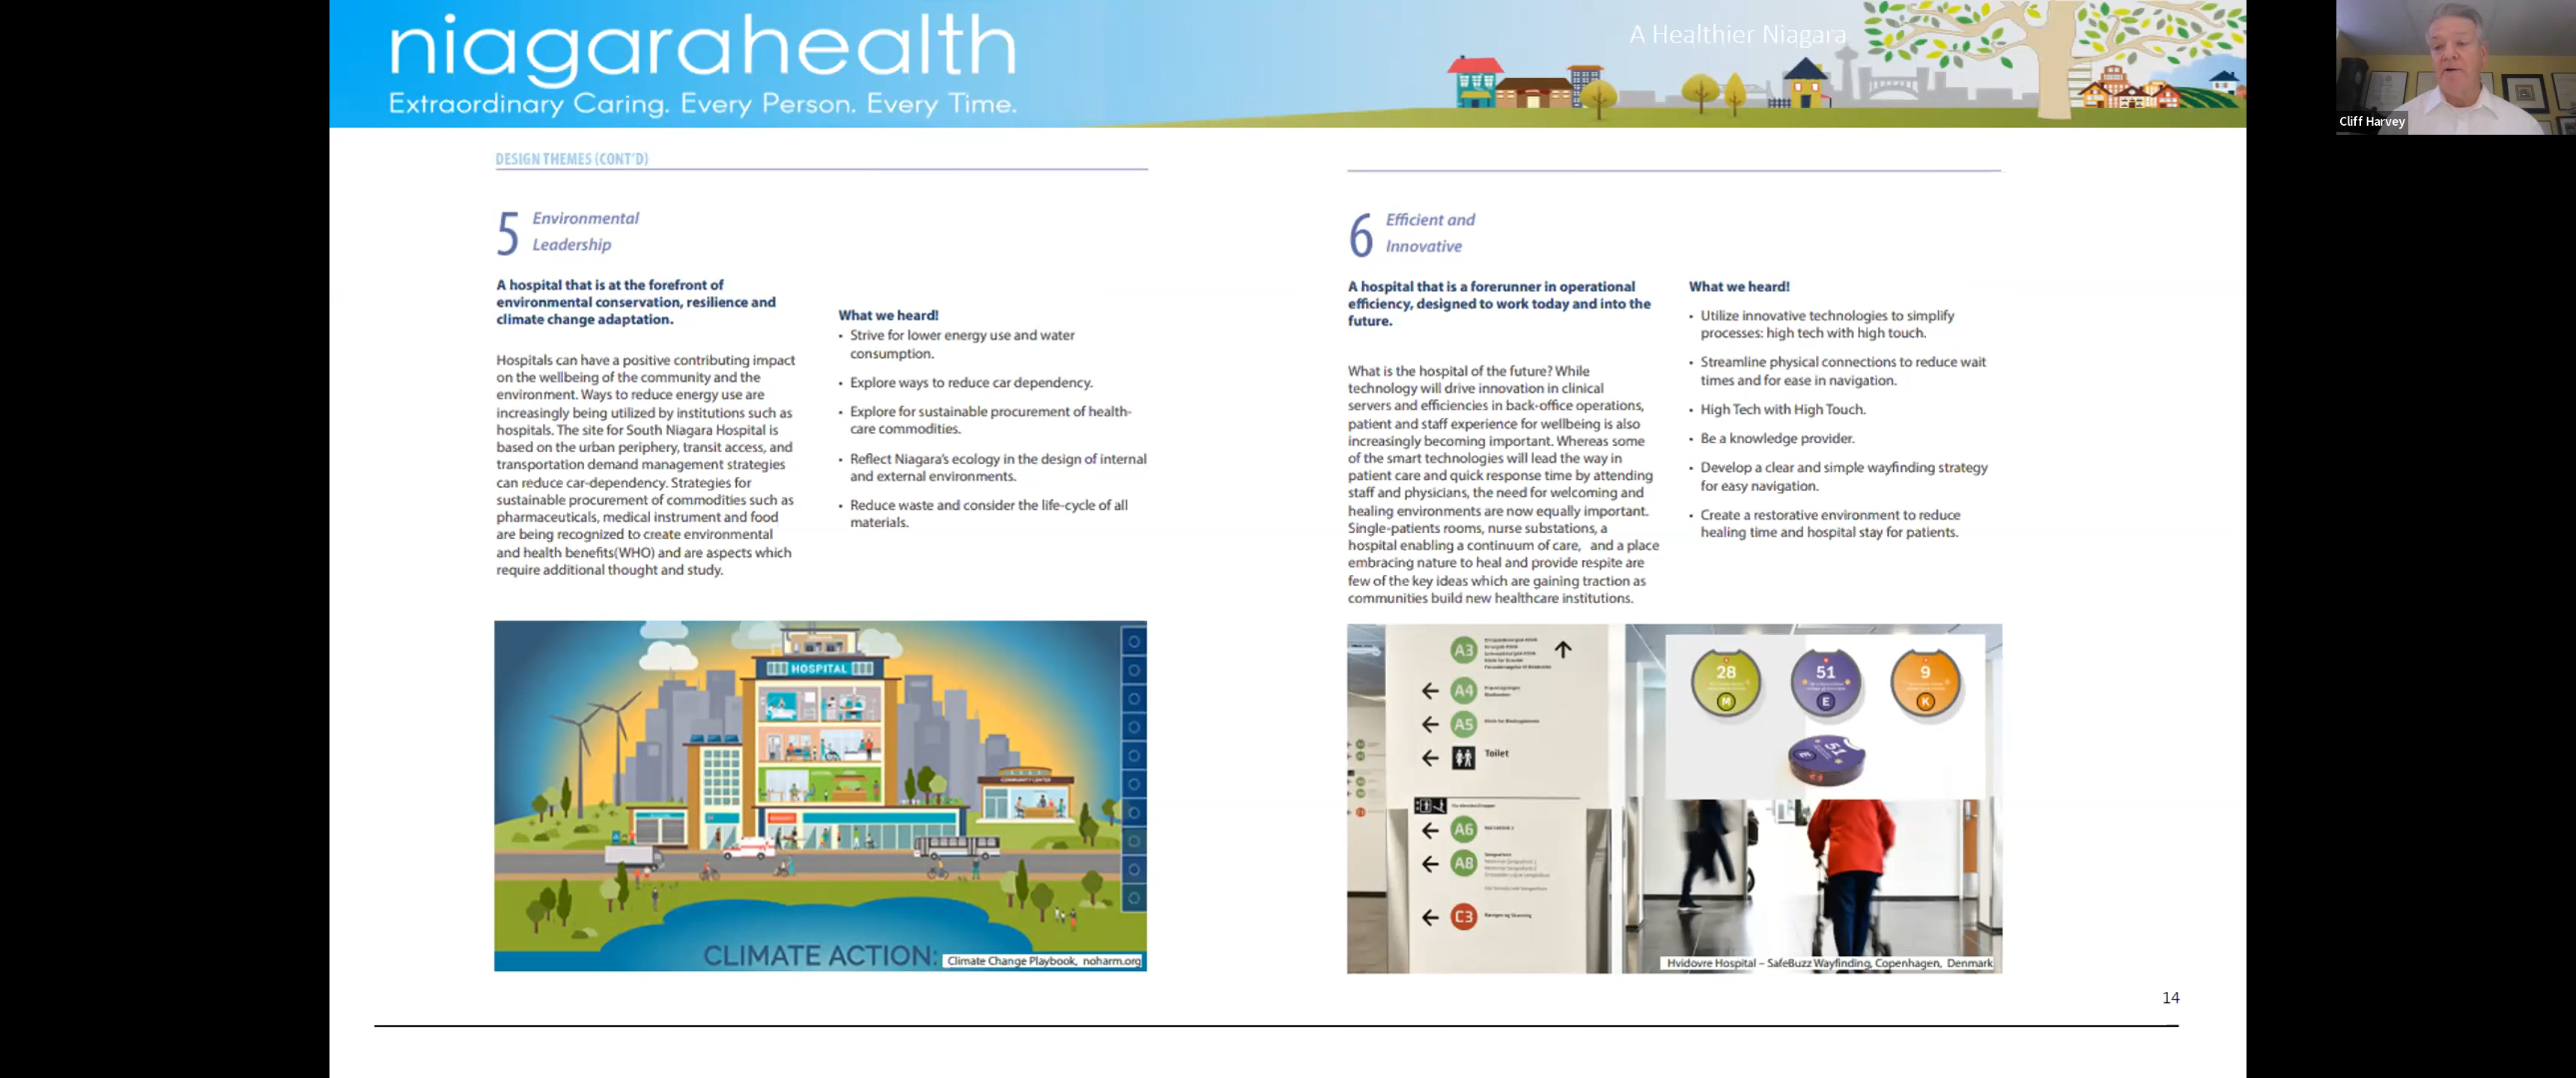 niagarahealth
Extraordinary Caring. Every Person. Every Time.
A Healthier Niagara
Cliff Harvey
DESIGN THEMES (CONT'D)
5
Environmental
Leadership
A hospital that is at the forefront of
environmental conservation, resilience and
climate change adaptation.
Hospitals can have a positive contributing impact
on the wellbeing of the community and the
environment. Ways to reduce energy use are
increasingly being utilized by institutions such as
hospitals. The site for South Niagara Hospital is
based on the urban periphery, transit access, and
transportation demand management strategies
can reduce car-dependency. Strategies for
sustainable procurement of commodities such as
pharmaceuticals, medical instrument and food
are being recognized to create environmental
and health benefits(WHO) and are aspects which
require additional thought and study.
What we heard!
• Strive for lower energy use and water
consumption.
• Explore ways to reduce car dependency.
• Explore for sustainable procurement of health-
care commodities.
• Reflect Niagara's ecology in the design of internal
and external environments.
• Reduce waste and consider the life-cycle of all
materials.
HOSPITAL
COMMUNITY CENTER
CLIMATE ACTION:
Climate Change Playbook, noharm.org
6
Efficient and
Innovative
A hospital that is a forerunner in operational
efficiency, designed to work today and into the
future.
What is the hospital of the future? While
technology will drive innovation in clinical
servers and efficiencies in back-office operations,
patient and staff experience for wellbeing is also
increasingly becoming important. Whereas some
of the smart technologies will lead the way in
patient care and quick response time by attending
staff and physicians, the need for welcoming and
healing environments are now equally important.
Single-patients rooms, nurse substations, a
hospital enabling a continuum of care, and a place
embracing nature to heal and provide respite are
few of the key ideas which are gaining traction as
communities build new healthcare institutions.
What we heard!
• Utilize innovative technologies to simplify
processes: high tech with high touch.
• Streamline physical connections to reduce wait
times and for ease in navigation.
• High Tech with High Touch.
• Be a knowledge provider.
• Develop a clear and simple wayfinding strategy
for easy navigation.
• Create a restorative environment to reduce
healing time and hospital stay for patients.
A3
A4
A5
Toilet
A6
A8
C3
28
M
51
E
9
K
51
E
Hvidovre Hospital – SafeBuzz Wayfinding, Copenhagen, Denmark
14